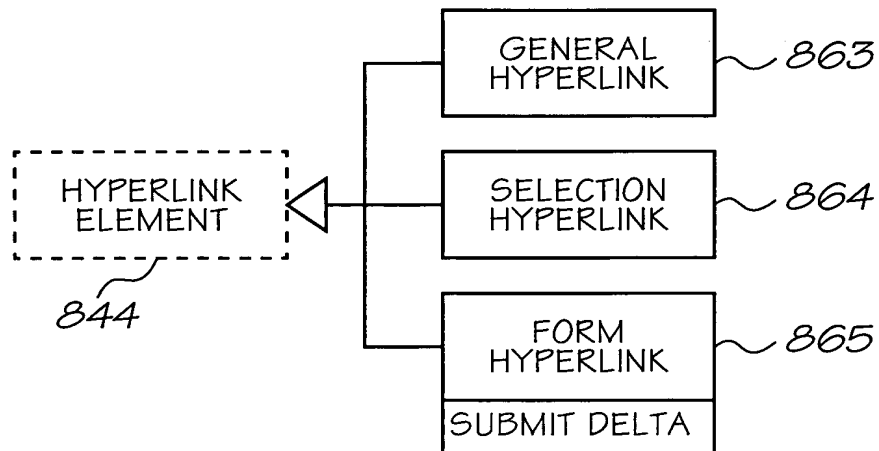 GENERAL
HYPERLINK
863
HYPERLINK
ELEMENT
844
SELECTION
HYPERLINK
864
FORM
HYPERLINK
865
SUBMIT DELTA